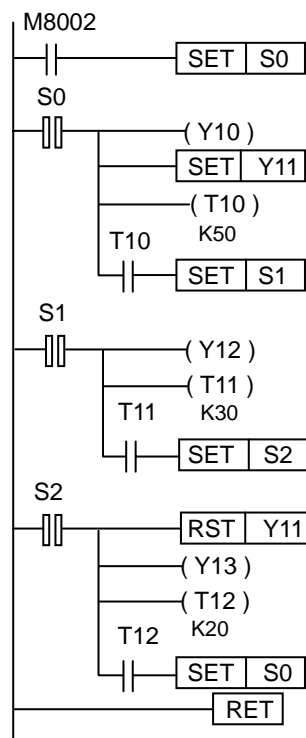 M8002
SET S0
S0
( Y10 )
SET Y11
( T10 )
T10 K50
SET S1
S1
( Y12 )
( T11 )
T11 K30
SET S2
S2
RST Y11
( Y13 )
( T12 )
T12 K20
SET S0
RET